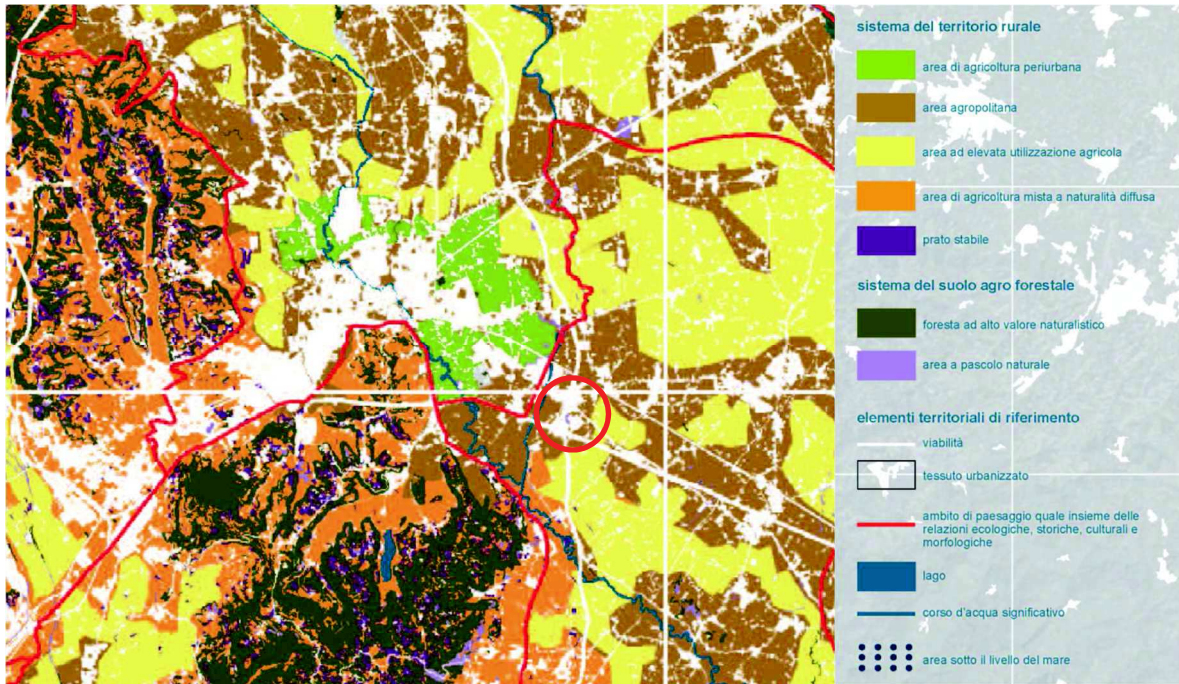 sistema del territorio rurale
area di agricoltura periurbana
area agropolitana
area ad elevata utilizzazione agricola
area di agricoltura mista a naturalità diffusa
prato stabile
sistema del suolo agro forestale
foresta ad alto valore naturalistico
area a pascolo naturale
elementi territoriali di riferimento
viabilità
tessuto urbanizzato
ambito di paesaggio quale insieme delle
relazioni ecologiche, storiche, culturali e
morfologiche
lago
corso d'acqua significativo
area sotto il livello del mare